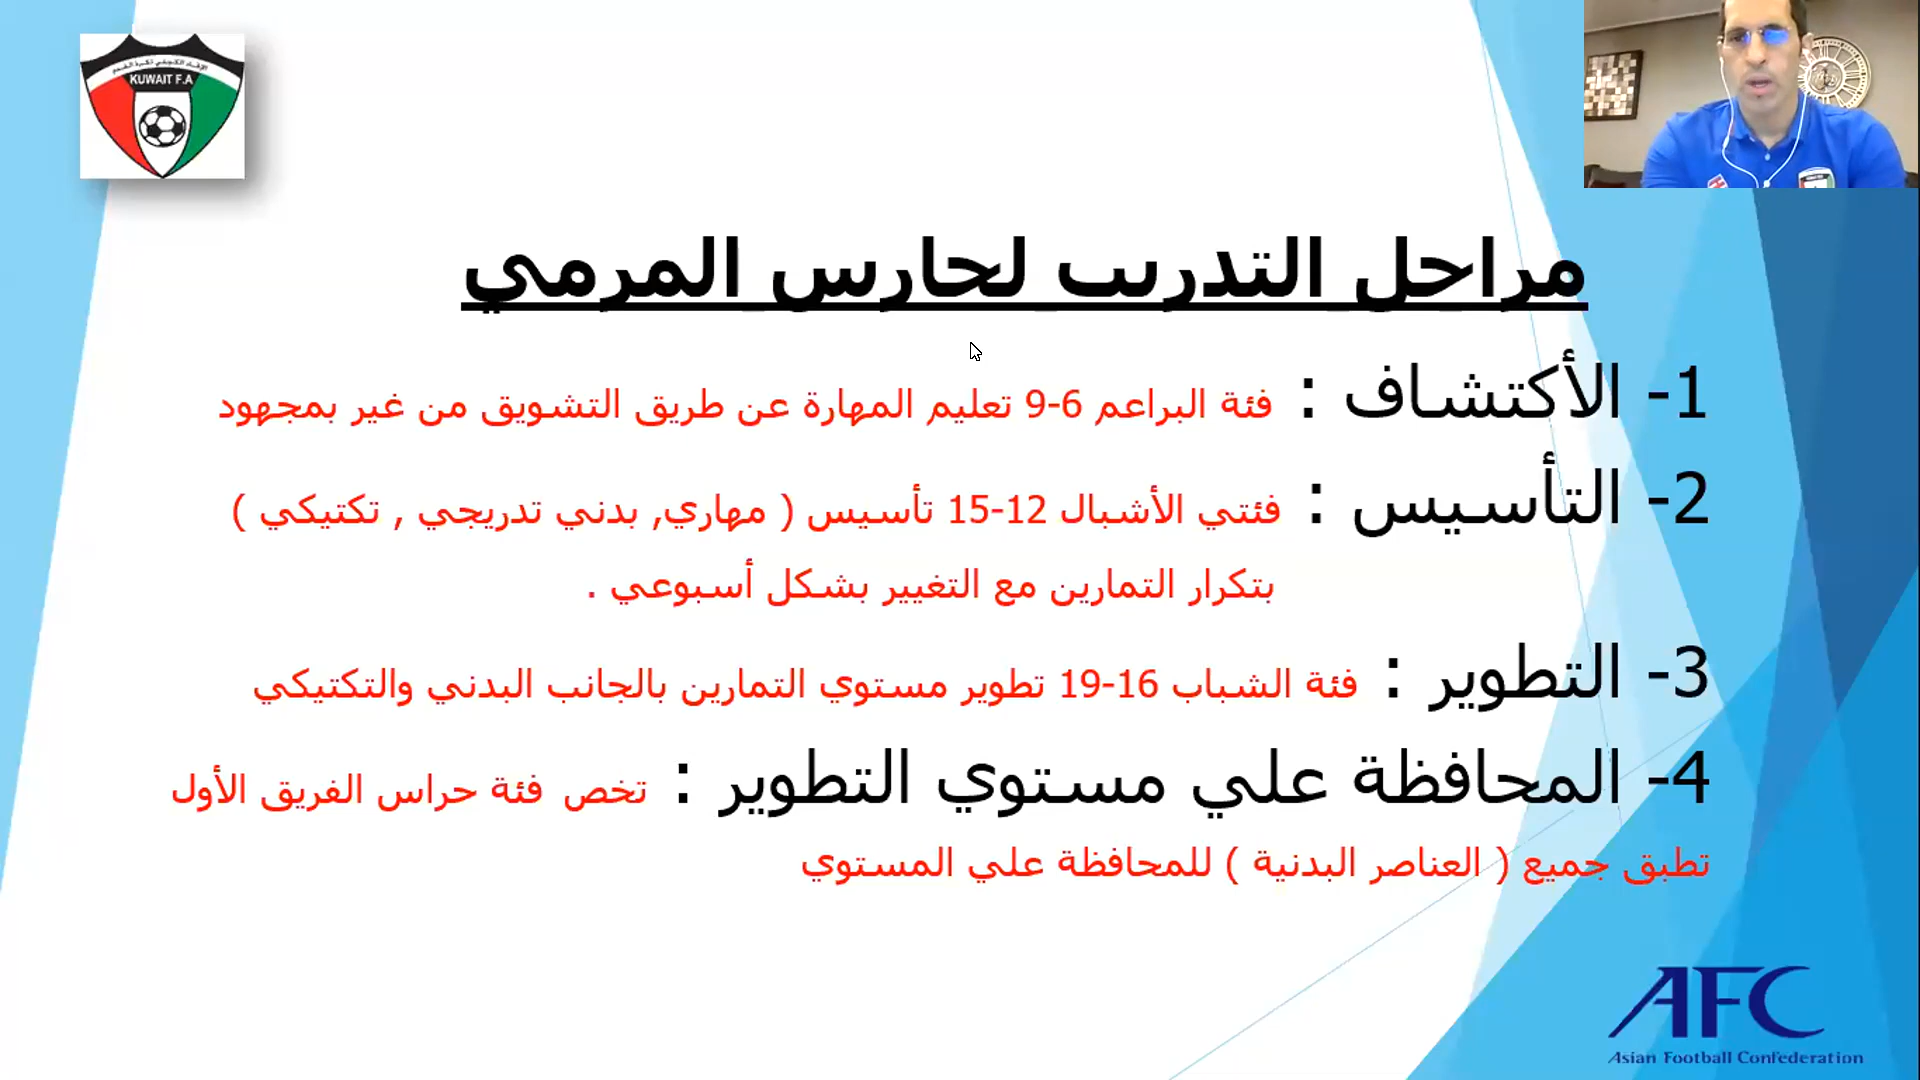 KUWAIT F.A
مراحل التدريب لحارس المرمي
1- الأكتشاف : فئة البراعم 6-9 تعليم المهارة عن طريق التشويق من غير بمجهود
2- التأسيس : فئتي الأشبال 12-15 تأسيس ( مهاري, بدني تدريجي , تكتيكي )
بتكرار التمارين مع التغيير بشكل أسبوعي .
3- التطوير : فئة الشباب 16-19 تطوير مستوي التمارين بالجانب البدني والتكتيكي
4- المحافظة علي مستوي التطوير : تخص فئة حراس الفريق الأول
تطبق جميع ( العناصر البدنية ) للمحافظة علي المستوي
AFC
Asian Football Confederation